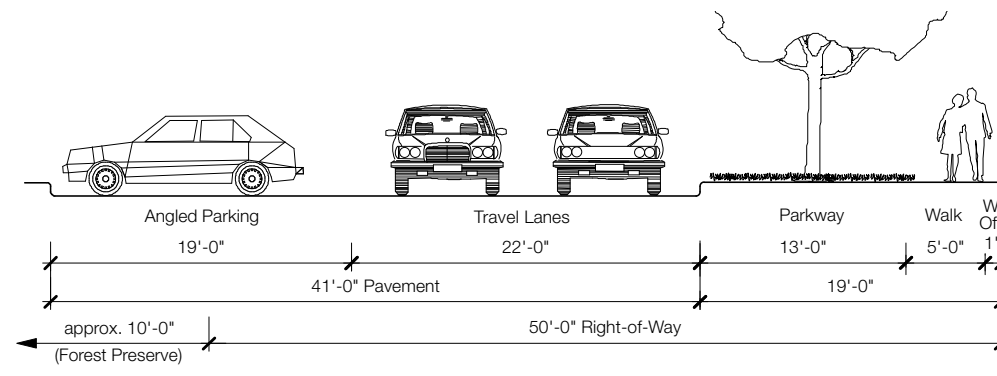 Angled Parking
Travel Lanes
Parkway
Walk
19'-0"
22'-0"
13'-0"
5'-0"
41'-0" Pavement
19'-0"
approx. 10'-0"
(Forest Preserve)
50'-0" Right-of-Way